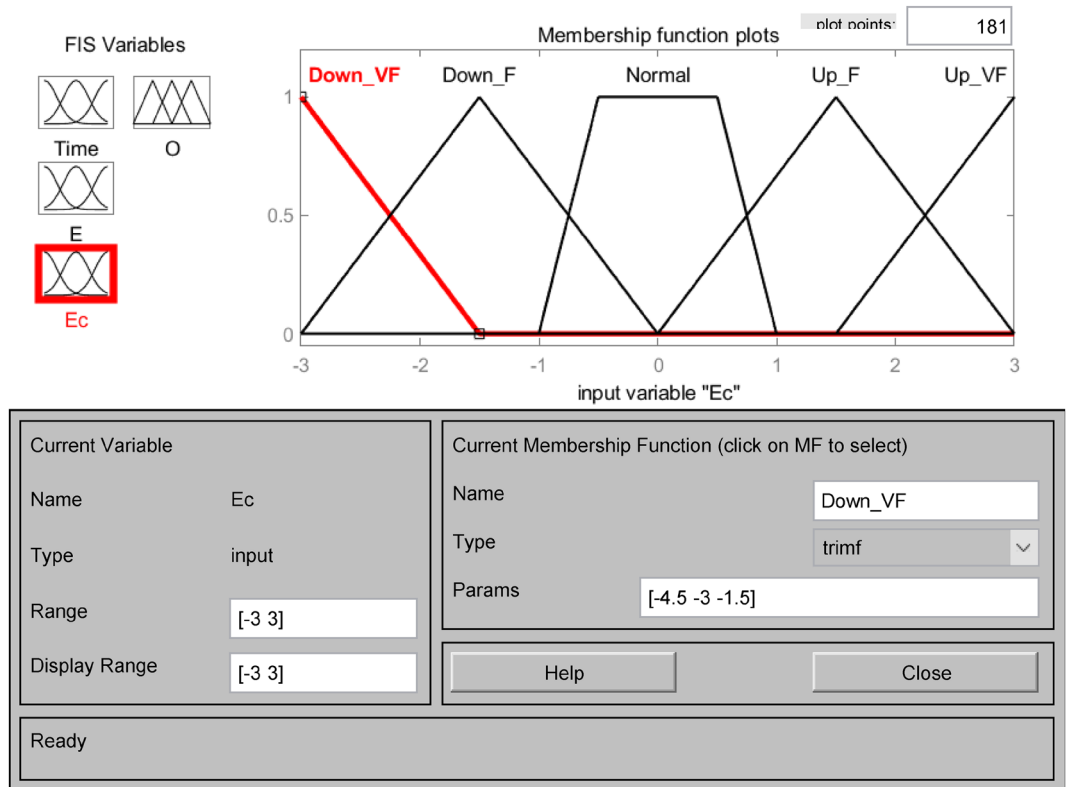 FIS Variables
Time
O
E
Ec
Membership function plots
plot points:
181
Down_VF
Down_F
Normal
Up_F
Up_VF
1
0.5
0
-3
-2
-1
0
1
2
3
input variable "Ec"
Current Variable
Name
Ec
Type
input
Range
[-3 3]
Display Range
[-3 3]
Current Membership Function (click on MF to select)
Name
Down_VF
Type
trimf
Params
[-4.5 -3 -1.5]
Help
Close
Ready